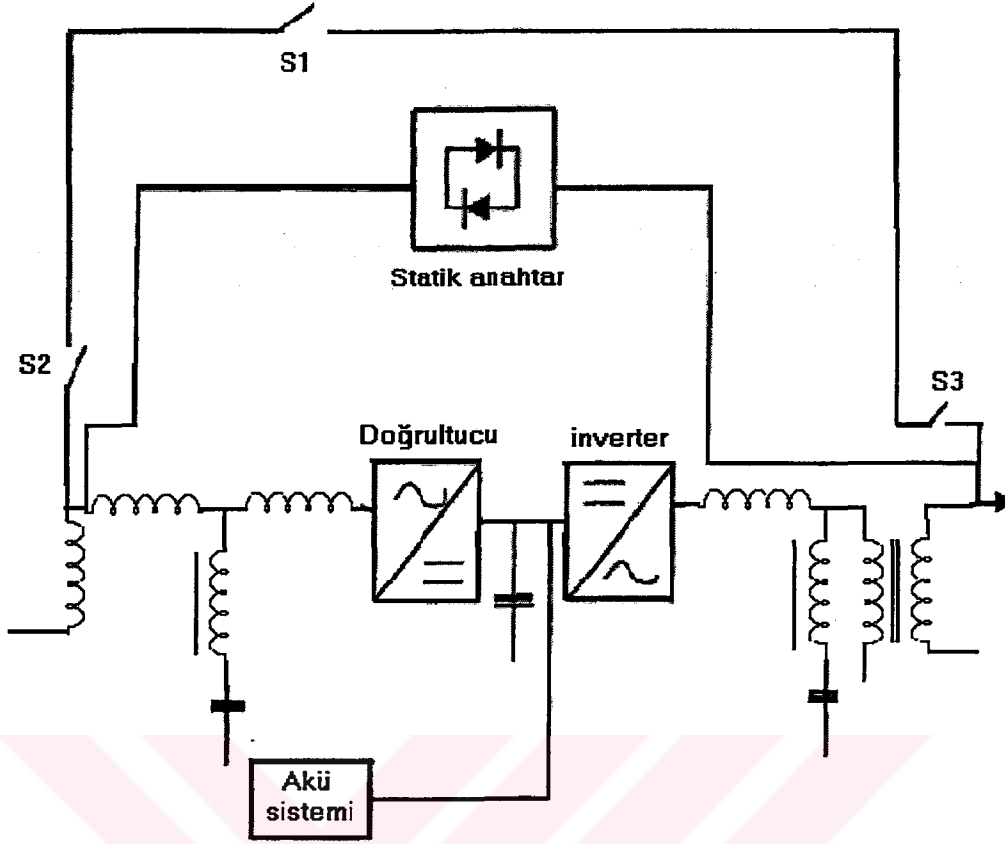 S1
Statik anahtar
S2
S3
Doğrultucu
inverter
Akü
sistemi